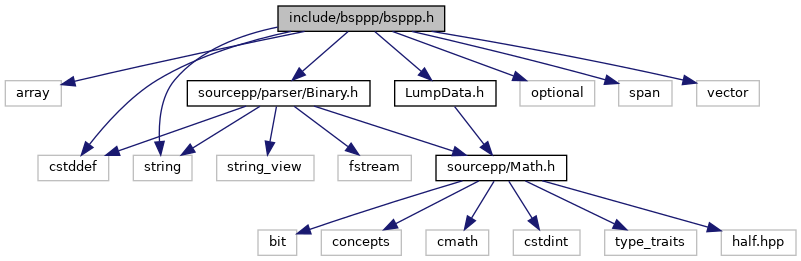 include/bsppp/bsppp.h
array
sourcepp/parser/Binary.h
LumpData.h
optional
span
vector
cstddef
string
string_view
fstream
sourcepp/Math.h
bit
concepts
cmath
cstdint
type_traits
half.hpp